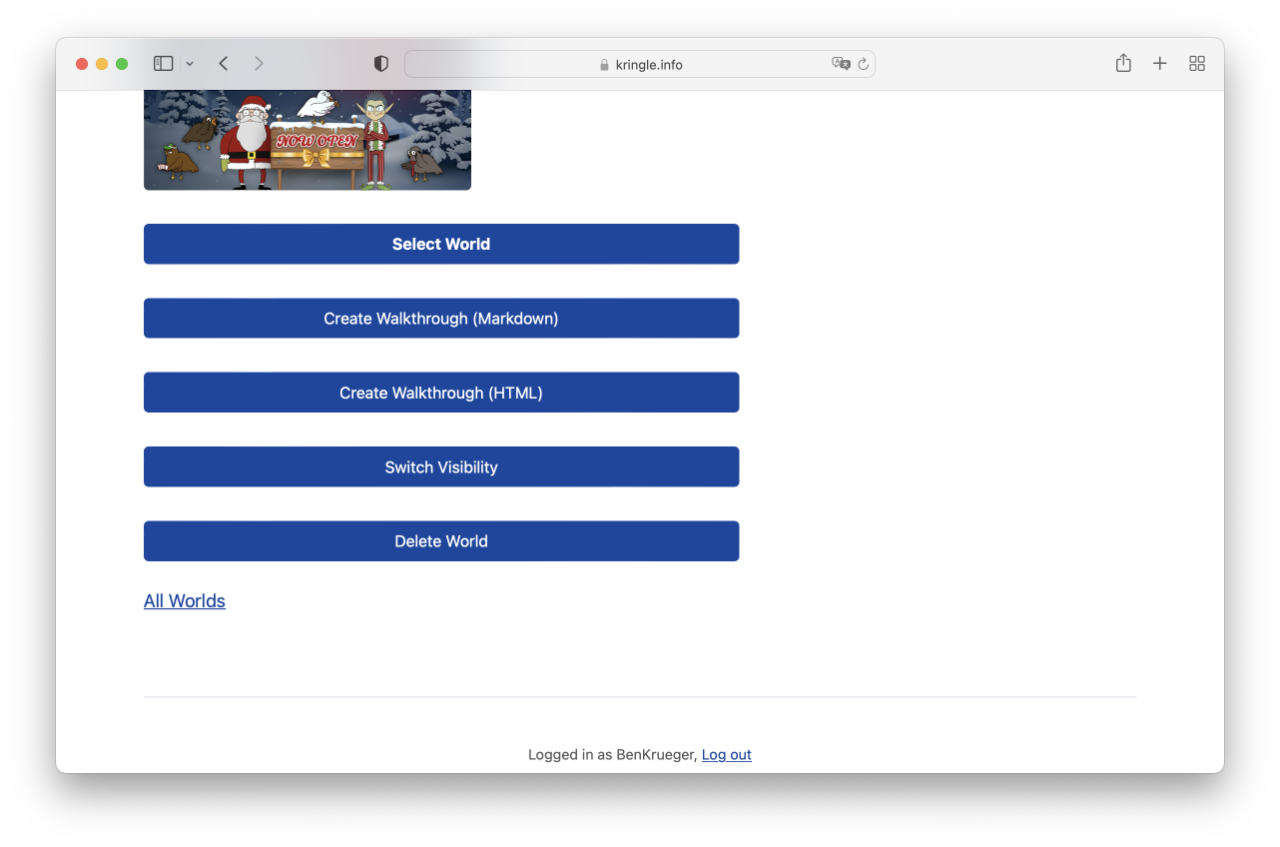 kringle.info
NOW OPEN
Select World
Create Walkthrough (Markdown)
Create Walkthrough (HTML)
Switch Visibility
Delete World
All Worlds
Logged in as BenKrueger, Log out